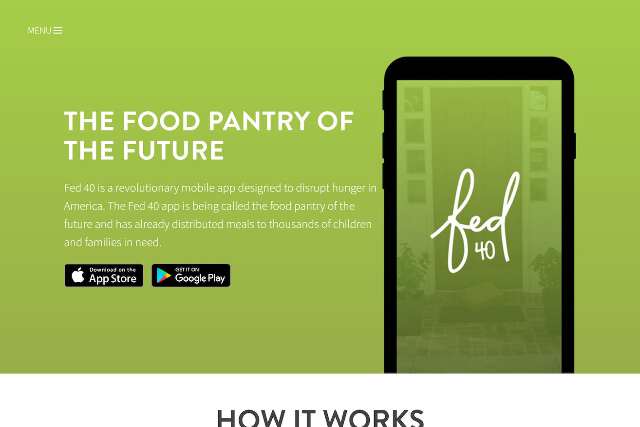 MENU
THE FOOD PANTRY OF
THE FUTURE
Fed 40 is a revolutionary mobile app designed to disrupt hunger in
America. The Fed 40 app is being called the food pantry of the
future and has already distributed meals to thousands of children
and families in need.
Download on the
App Store
GET IT ON
Google Play
fed
40
HOW IT WORKS